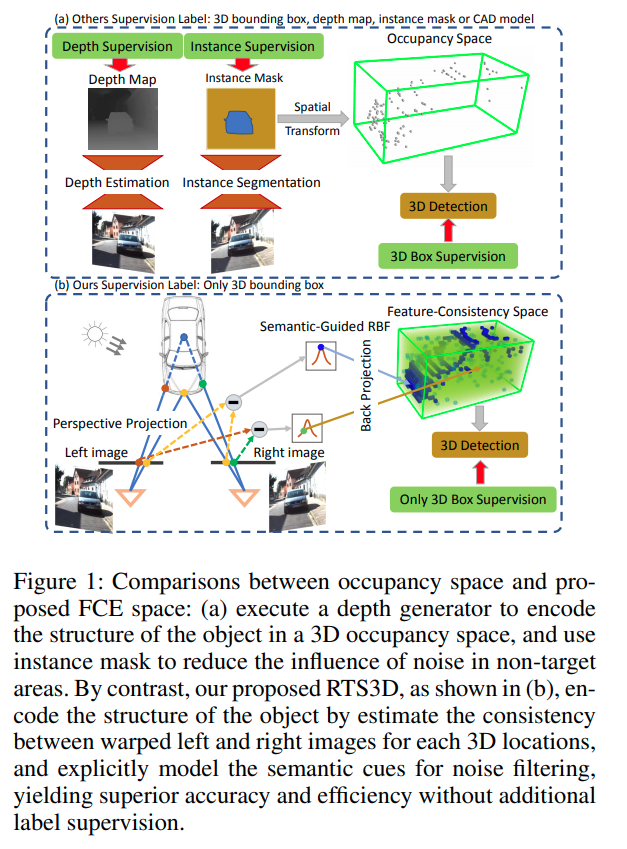 (a) Others Supervision Label: 3D bounding box, depth map, instance mask or CAD model
Depth Supervision
Instance Supervision
Occupancy Space
Depth Map
Instance Mask
Spatial
Transform
Depth Estimation
Instance Segmentation
3D Detection
3D Box Supervision
(b) Ours Supervision Label: Only 3D bounding box
Feature-Consistency Space
Semantic-Guided RBF
Back Projection
Perspective Projection
Left image
Right image
3D Detection
Only 3D Box Supervision
Figure 1: Comparisons between occupancy space and pro-
posed FCE space: (a) execute a depth generator to encode
the structure of the object in a 3D occupancy space, and use
instance mask to reduce the influence of noise in non-target
areas. By contrast, our proposed RTS3D, as shown in (b), en-
code the structure of the object by estimate the consistency
between warped left and right images for each 3D locations,
and explicitly model the semantic cues for noise filtering,
yielding superior accuracy and efficiency without additional
label supervision.